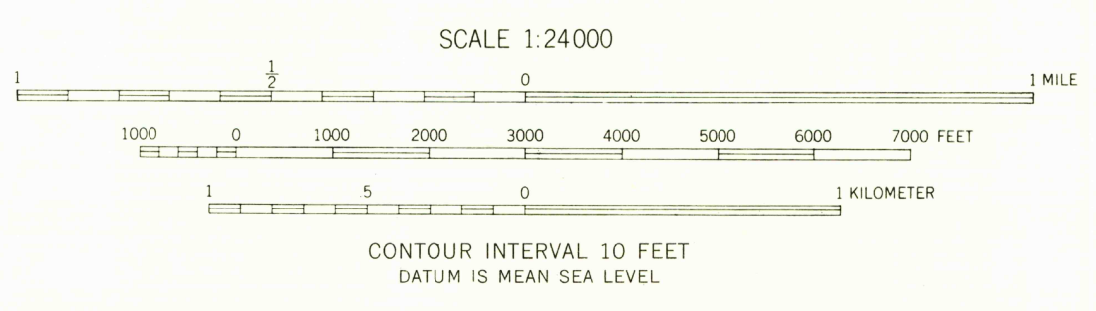 SCALE 1:24000
1 1/2 0 1 MILE
1000 0 1000 2000 3000 4000 5000 6000 7000 FEET
1 .5 0 1 KILOMETER
CONTOUR INTERVAL 10 FEET
DATUM IS MEAN SEA LEVEL